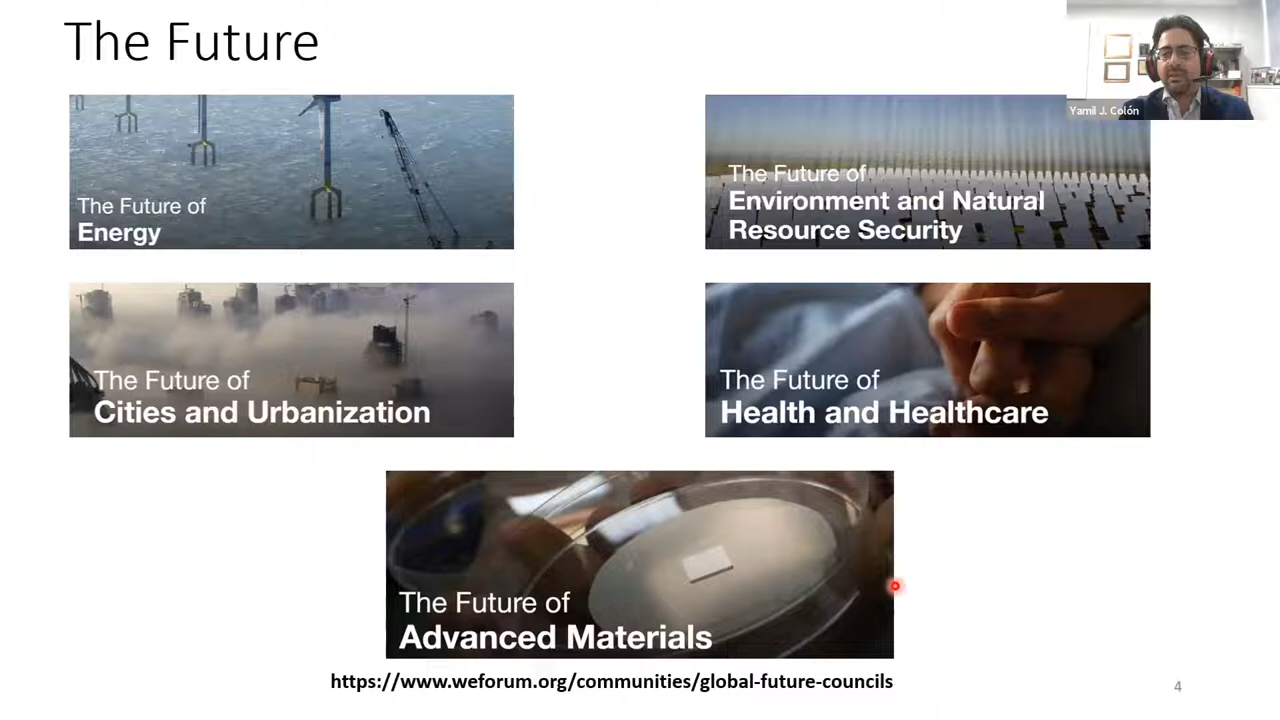 The Future
Yamil J. Colón
The Future of
Energy
The Future of
Environment and Natural
Resource Security
The Future of
Cities and Urbanization
The Future of
Health and Healthcare
The Future of
Advanced Materials
https://www.weforum.org/communities/global-future-councils
4